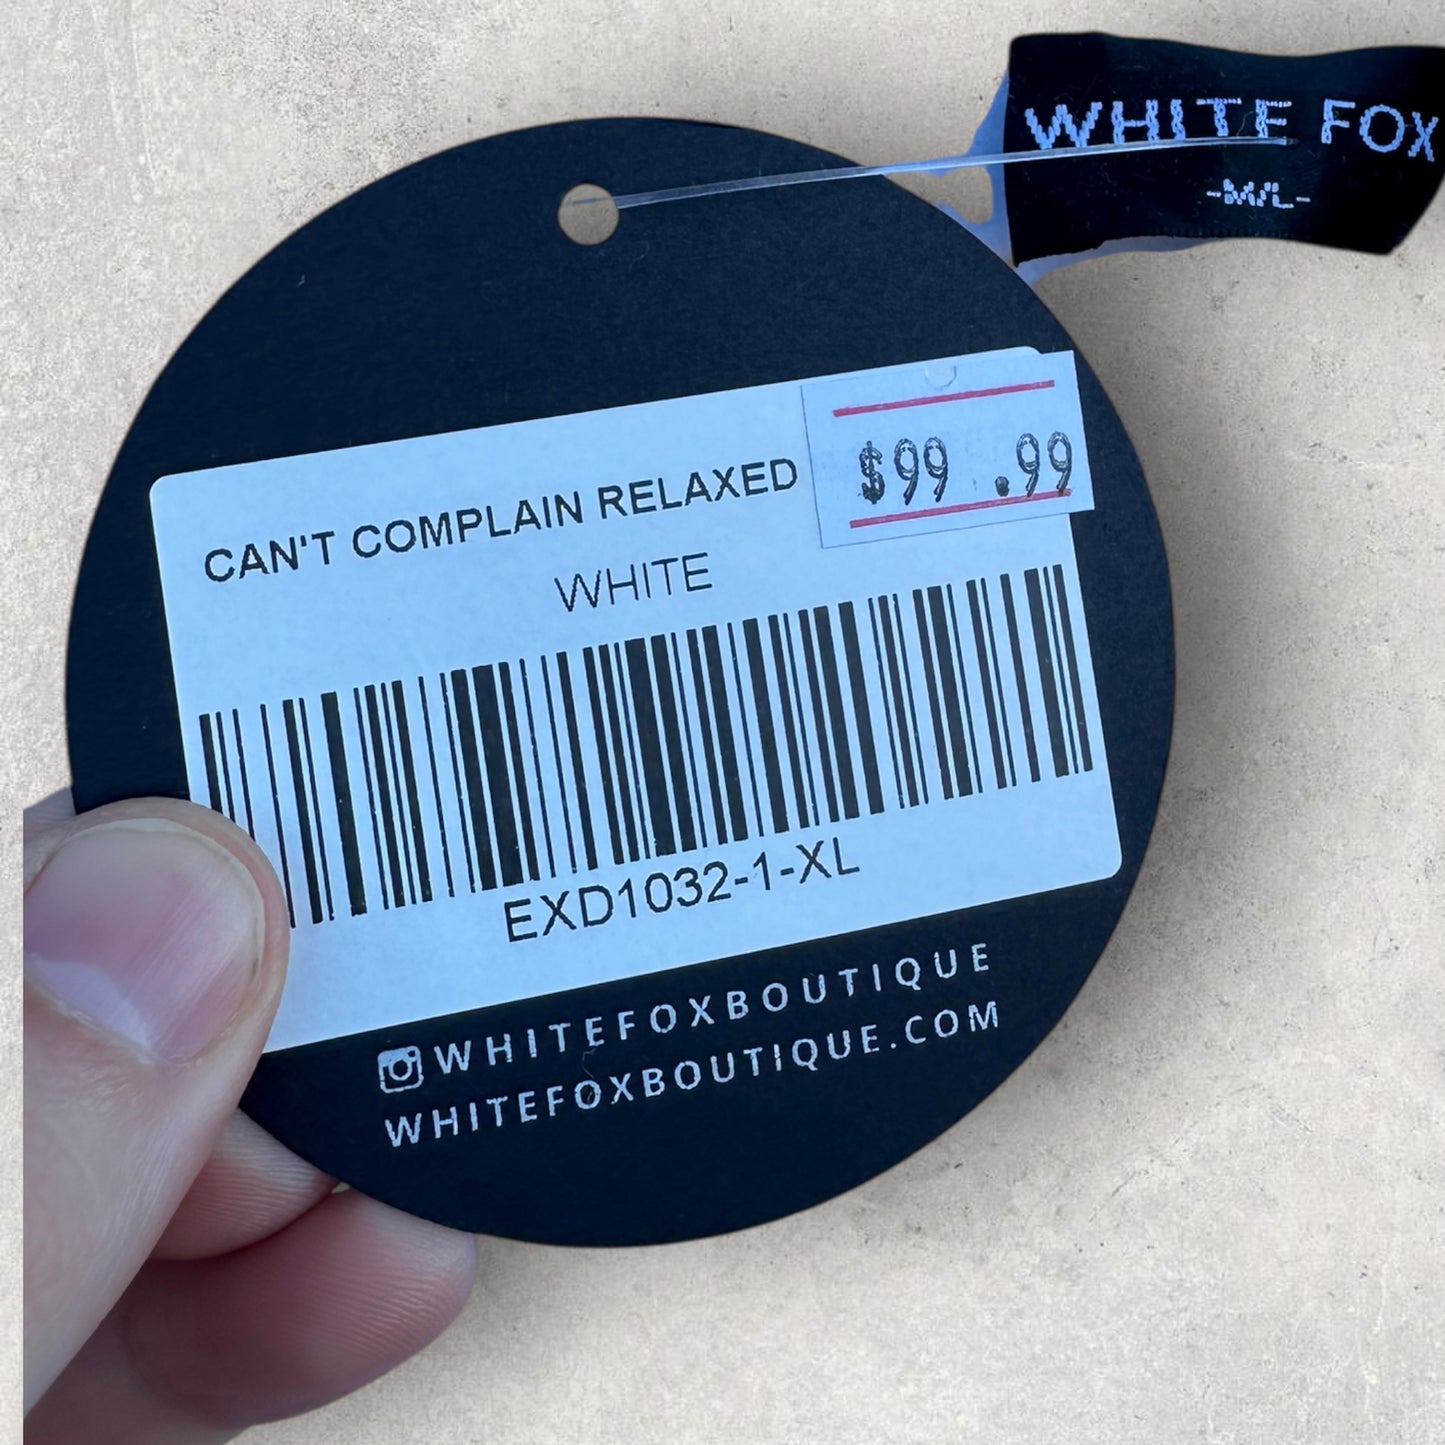 WHITE FOX
-M/L-
$99.99
CAN'T COMPLAIN RELAXED
WHITE
EXD1032-1-XL
WHITEFOXBOUTIQUE
WHITEFOXBOUTIQUE.COM